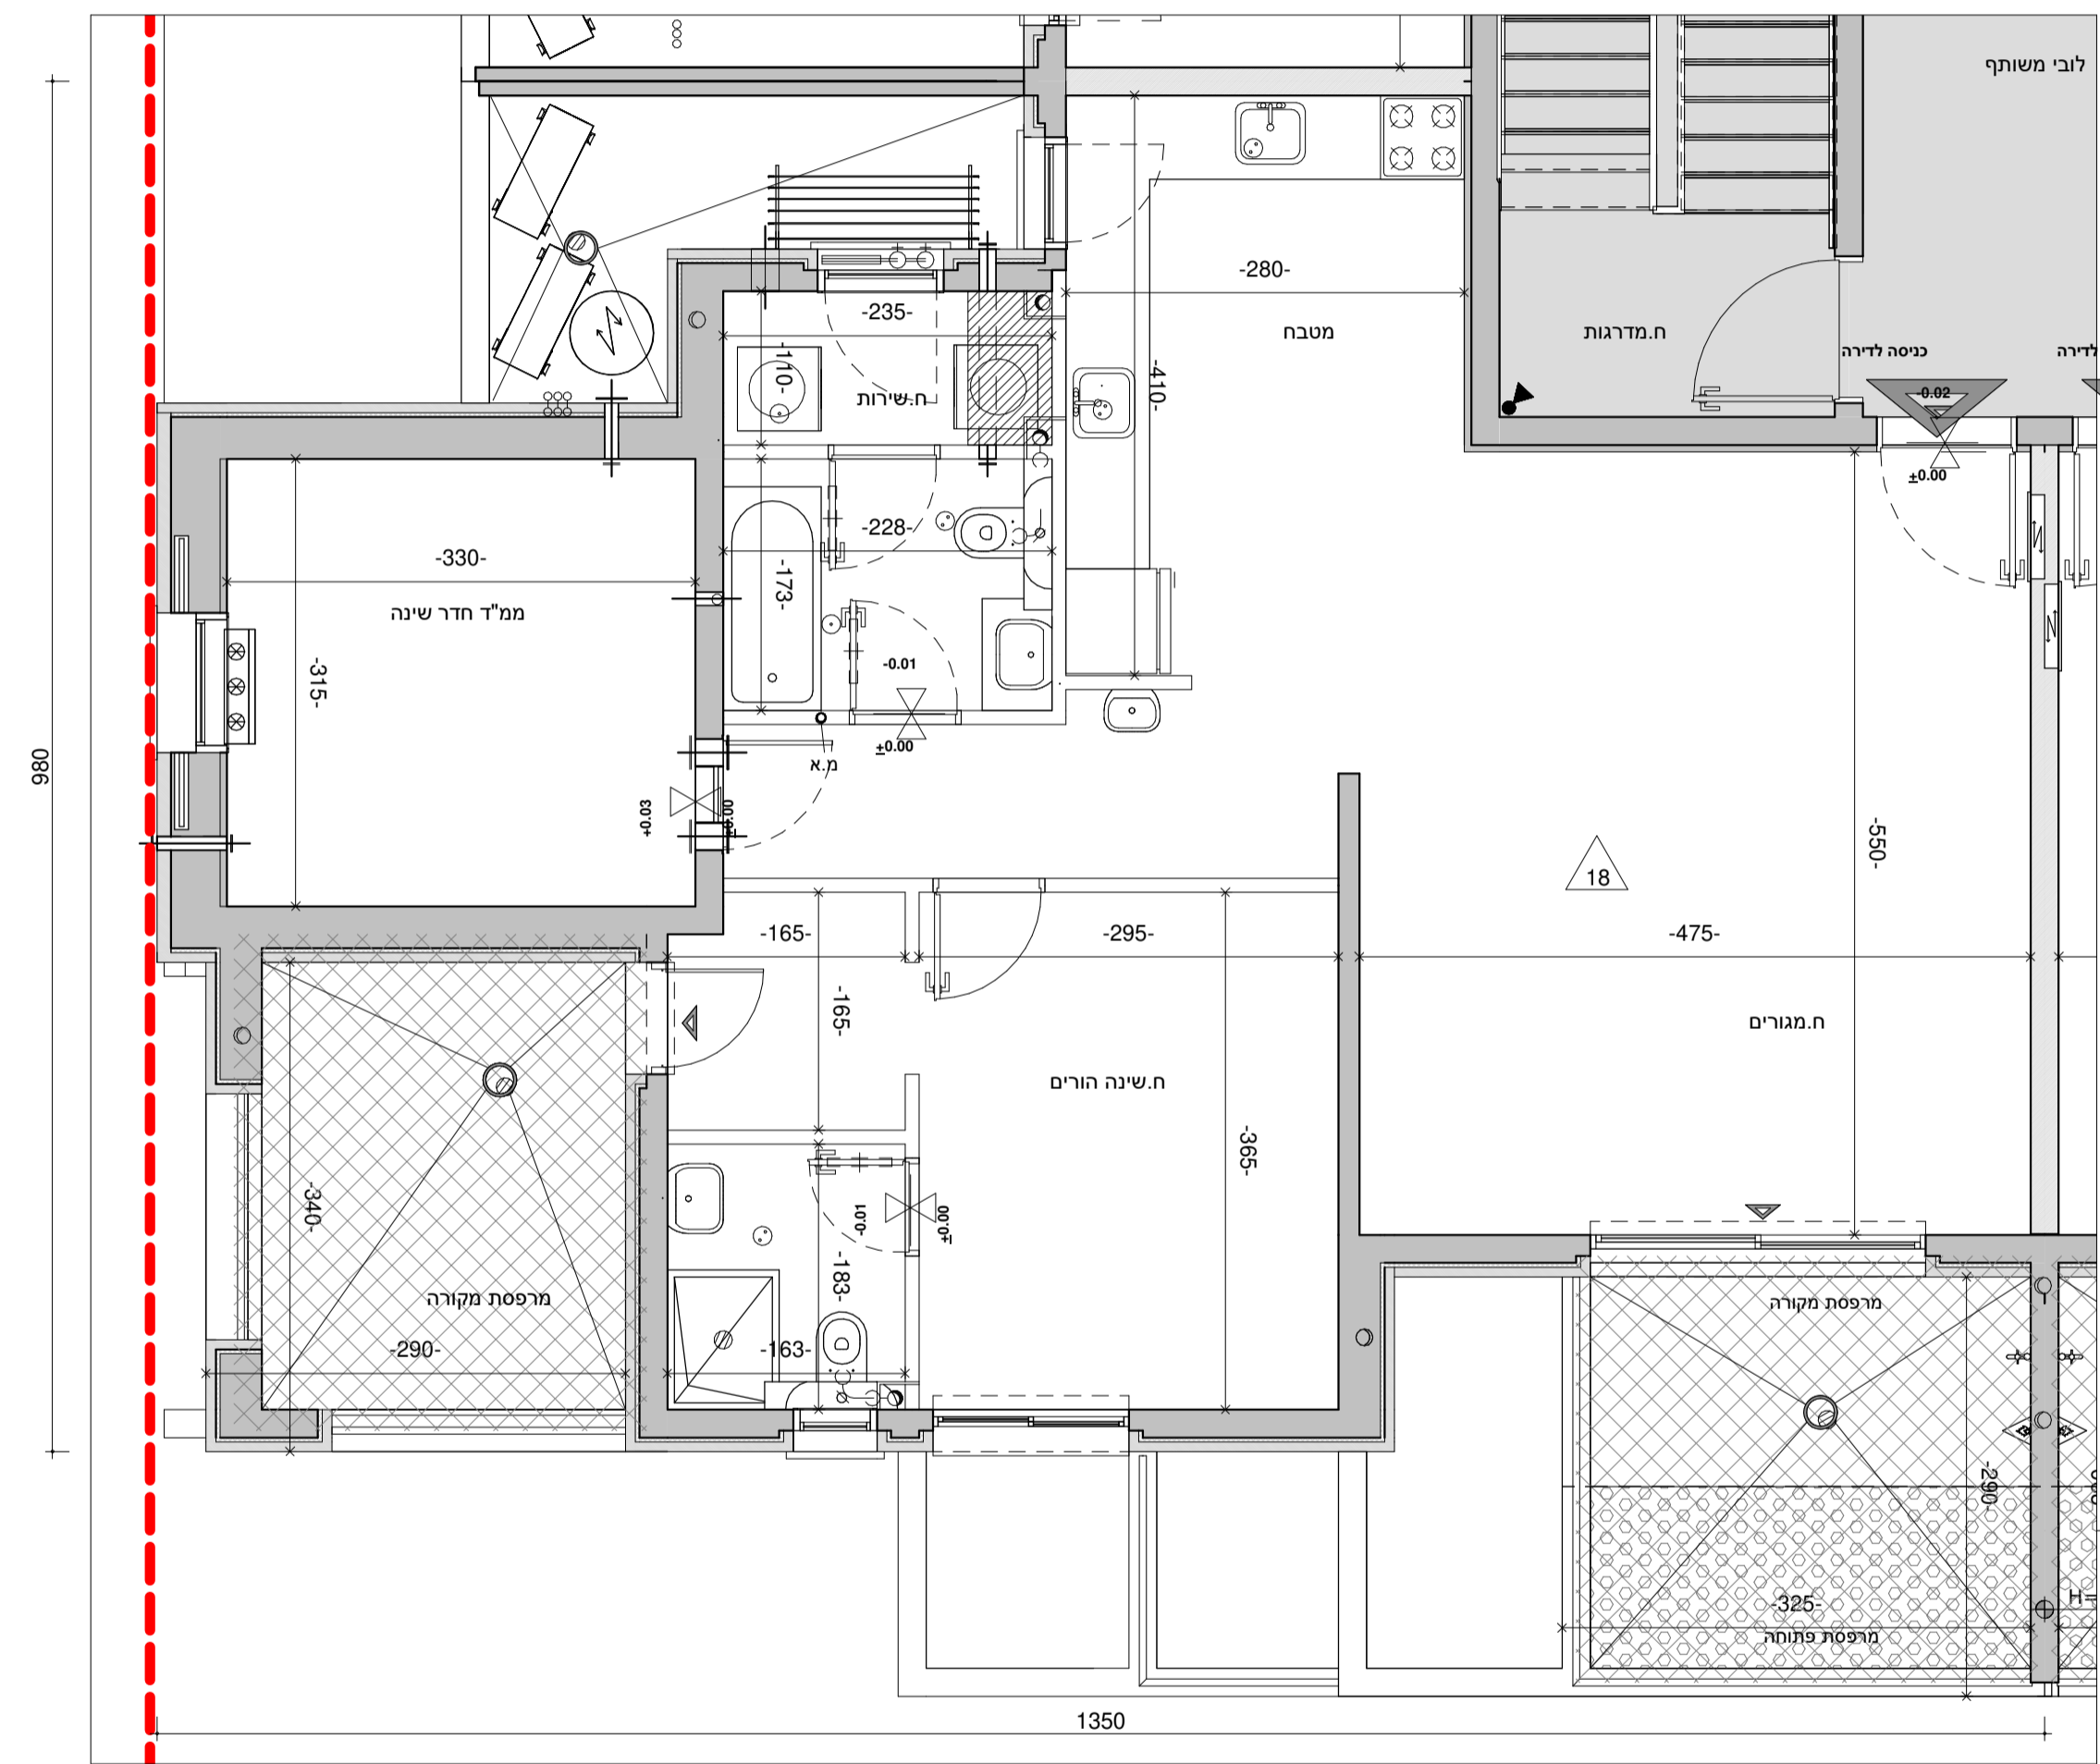 לובי משותף
-280-
-235-
מטבח
ח.מדרגות
כניסה לדירה
לדירה
-110-
-410-
-0.02
ח.שירות
±0.00
-228-
-330-
-173-
ממ"ד חדר שינה
-0.01
-315-
±0.00
מ.א
980
+0.03
±0.00
-550-
18
-165-
-295-
-475-
-165-
ח.מגורים
ח.שינה הורים
-365-
-340-
-0.01
±0.00
-183-
מרפסת מקורה
מרפסת מקורה
-290-
-163-
-290-
H=
-325-
מרפסת פתוחה
1350